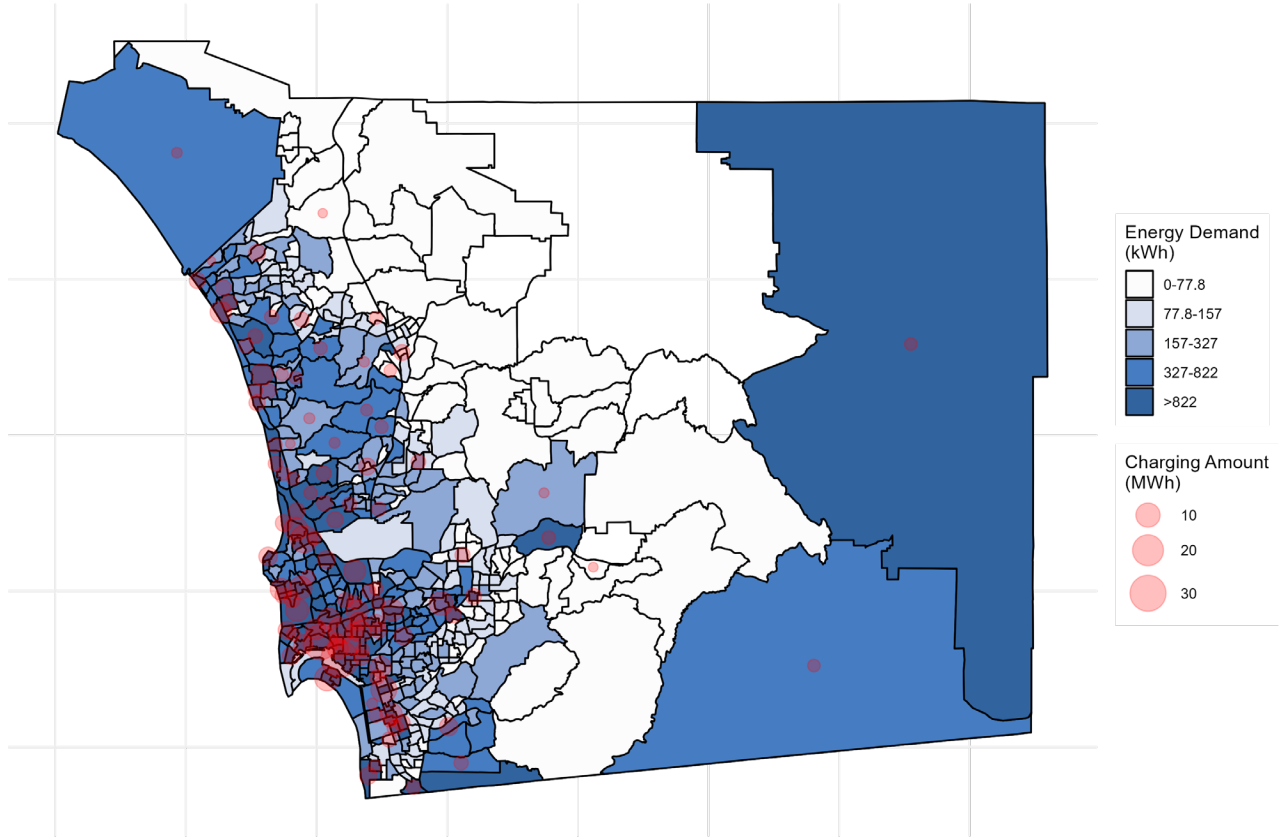 Energy Demand
(kWh)
0-77.8
77.8-157
157-327
327-822
>822
Charging Amount
(MWh)
10
20
30